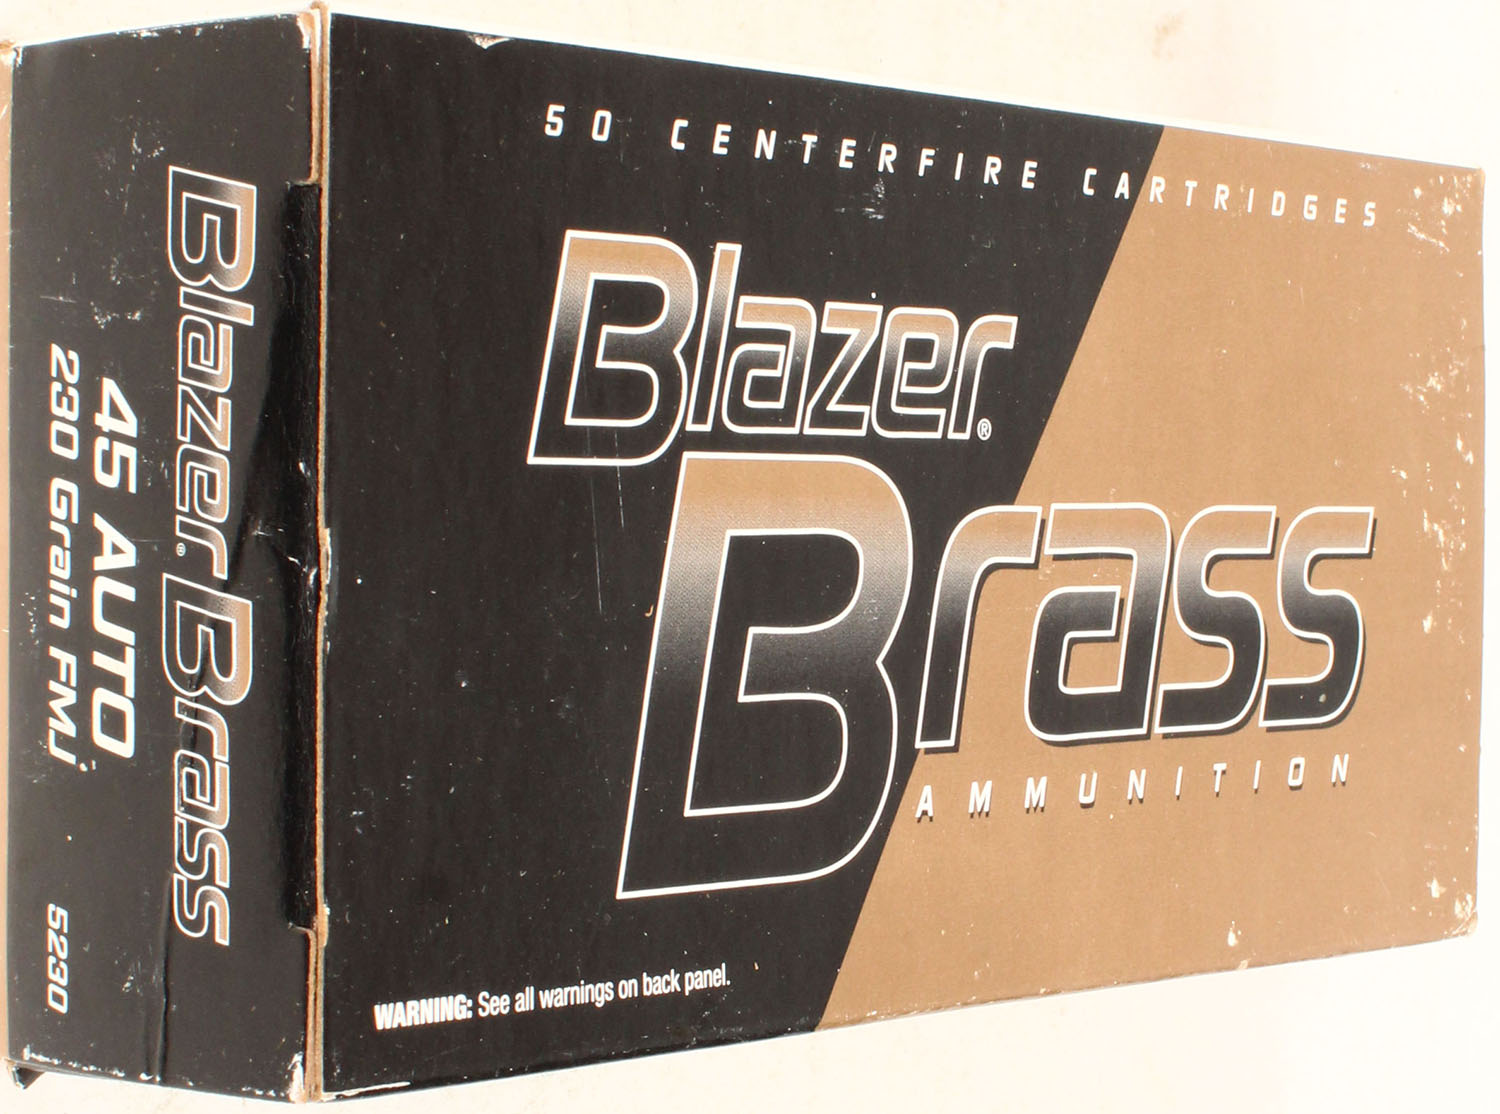 50 CENTERFIRE CARTRIDGES
Blazer®
Brass
AMMUNITION
WARNING: See all warnings on back panel.
Blazer® Brass
45 AUTO
230 Grain FMJ 5230